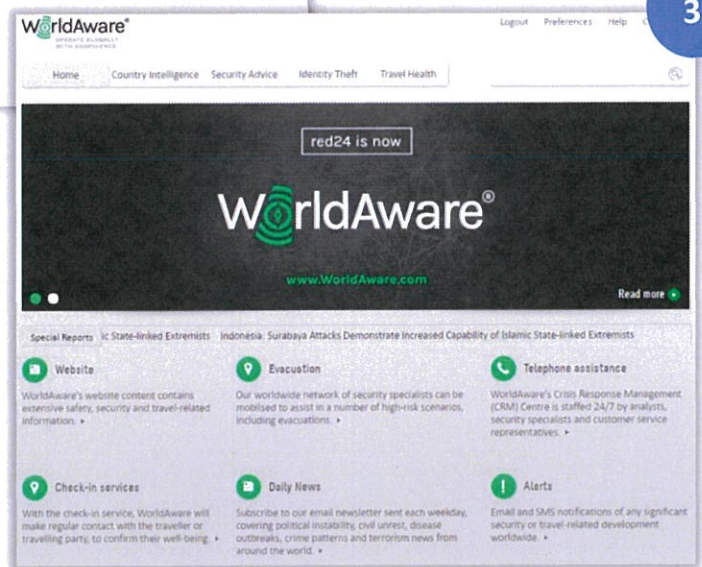 3
WorldAware®
OPERATE GLOBALLY
WITH CONFIDENCE
Logout Preferences Help C
Home Country Intelligence Security Advice Identity Theft Travel Health
red24 is now
WorldAware®
www.WorldAware.com
Read more
Special Reports ic State-linked Extremists Indonesia: Surabaya Attacks Demonstrate Increased Capability of Islamic State-linked Extremists
Website
WorldAware's website content contains
extensive safety, security and travel-related
information.
Evacuation
Our worldwide network of security specialists can be
mobilised to assist in a number of high-risk scenarios,
including evacuations.
Telephone assistance
WorldAware's Crisis Response Management
(CRM) Centre is staffed 24/7 by analysts,
security specialists and customer service
representatives.
Check-in services
With the check-in service, WorldAware will
make regular contact with the traveller or
travelling party, to confirm their well-being.
Daily News
Subscribe to our email newsletter sent each weekday,
covering political instability, civil unrest, disease
outbreaks, crime patterns and terrorism news from
around the world.
Alerts
Email and SMS notifications of any significant
security or travel-related development
worldwide.